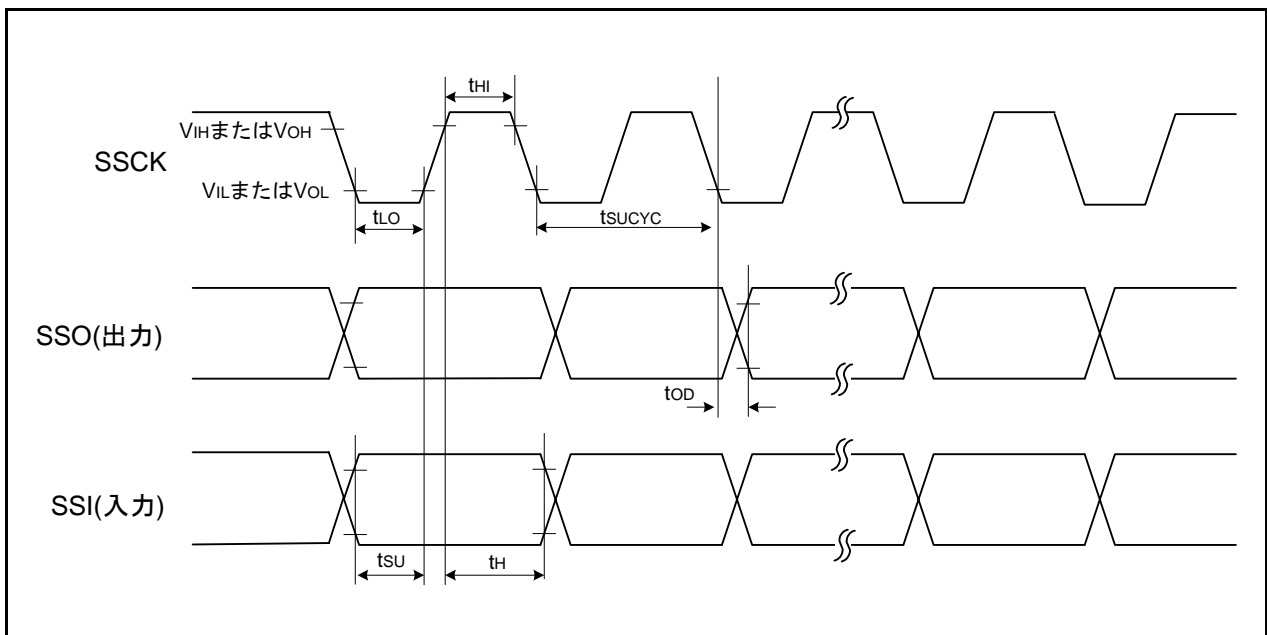 tHI
VIHまたはVOH
SSCK
VILまたはVOL
tLO
tSUCYC
SSO(出力)
tOD
SSI(入力)
tSU
tH